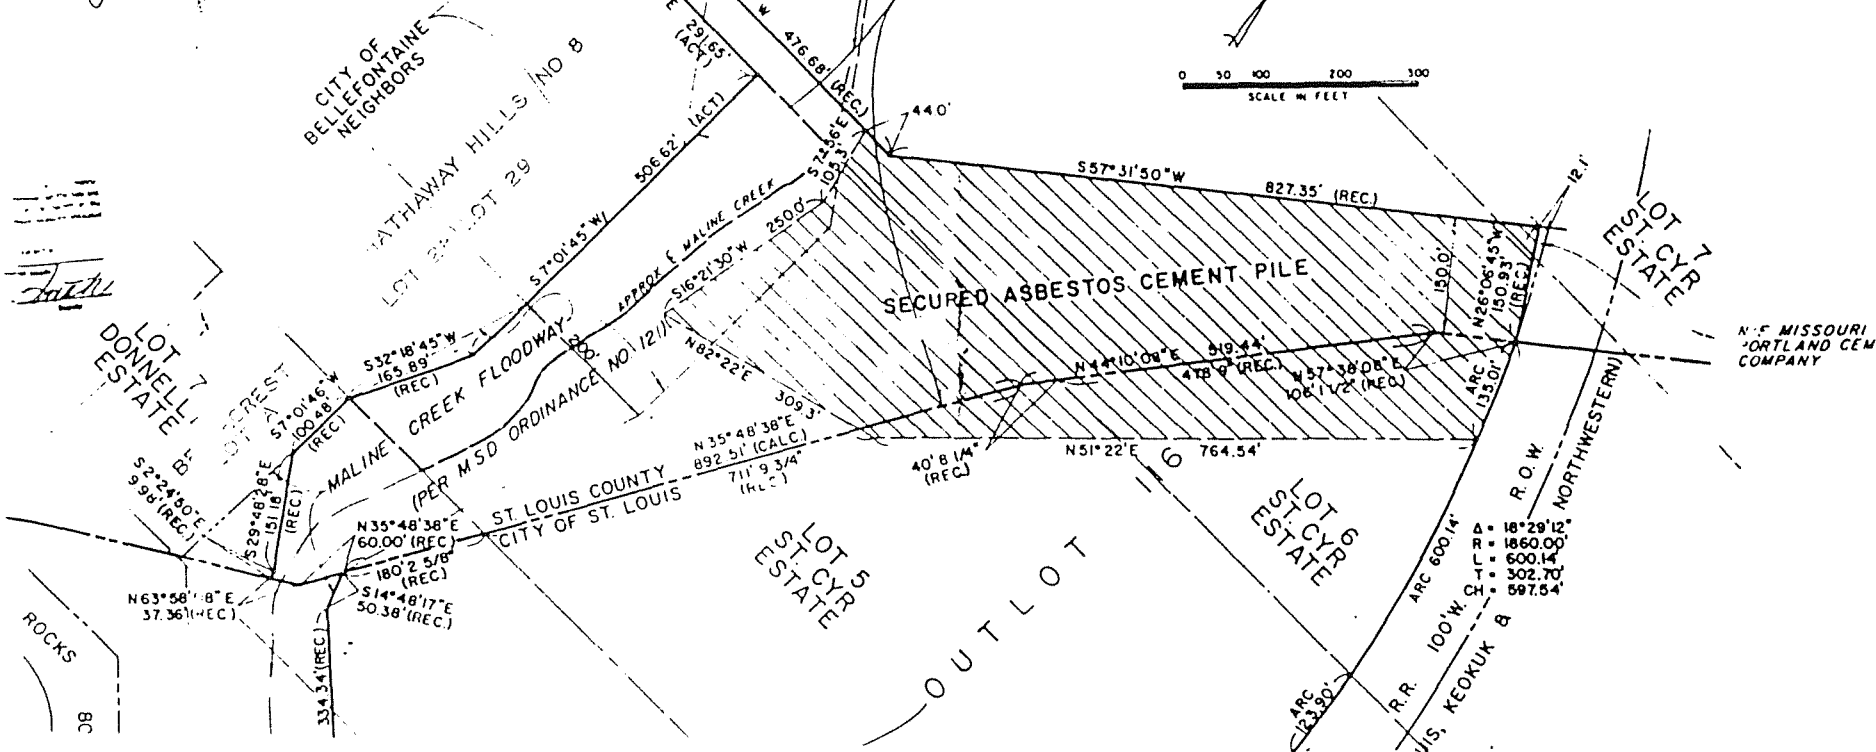 291.65'
(ACT)
476.68' (REC.)
CITY OF
BELLEFONTAINE
NEIGHBORS
HATHAWAY HILLS NO 8
LOT 29
506.62' (ACT)
44.0'
0 50 100 200 300
SCALE IN FEET
S57°31'50"W
827.35' (REC.)
12.1'
LOT 7
ST. CYR
ESTATE
105.3'
250.0'
S16°21'30"W
APPROX ℄ MALINE CREEK
S7°01'45"W
SECURED ASBESTOS CEMENT PILE
150.0'
N26°06'45"W
150.93'
(REC)
MISSOURI
PORTLAND CEM
COMPANY
LOT 7
DONNELL
ESTATE
S32°18'45"W
165.89'
(REC)
S7°01'46"W
100.48'
(REC)
MALINE CREEK FLOODWAY
(PER MSD ORDINANCE NO. 1211)
N82°22'E
309.3'
N44°10'08"E 519.44'
478'9" (REC.)
N57°38'08"E
106'1 1/2" (REC)
ARC
135.01'
S2°24'50"E
9.98' (REC.)
S29°48'28"E
151.18'
(REC)
N35°48'38"E
892.51' (CALC)
711'9 3/4"
40'8 1/4"
(REC)
N51°22'E 764.54'
6
ST. LOUIS COUNTY
CITY OF ST. LOUIS
N35°48'38"E
60.00' (REC)
180'2 5/8"
(REC)
S14°48'17"E
50.38' (REC.)
37.36'
334.34' (REC)
LOT 5
ST. CYR
ESTATE
LOT 6
ST. CYR
ESTATE
OUTLOT
ARC 600.14'
Δ = 18°29'12"
R = 1860.00'
L = 600.14'
T = 302.70'
CH = 597.54'
ARC
123.90'
100'W. R.O.W.
R.R.
KEOKUK & NORTHWESTERN)
ROCKS